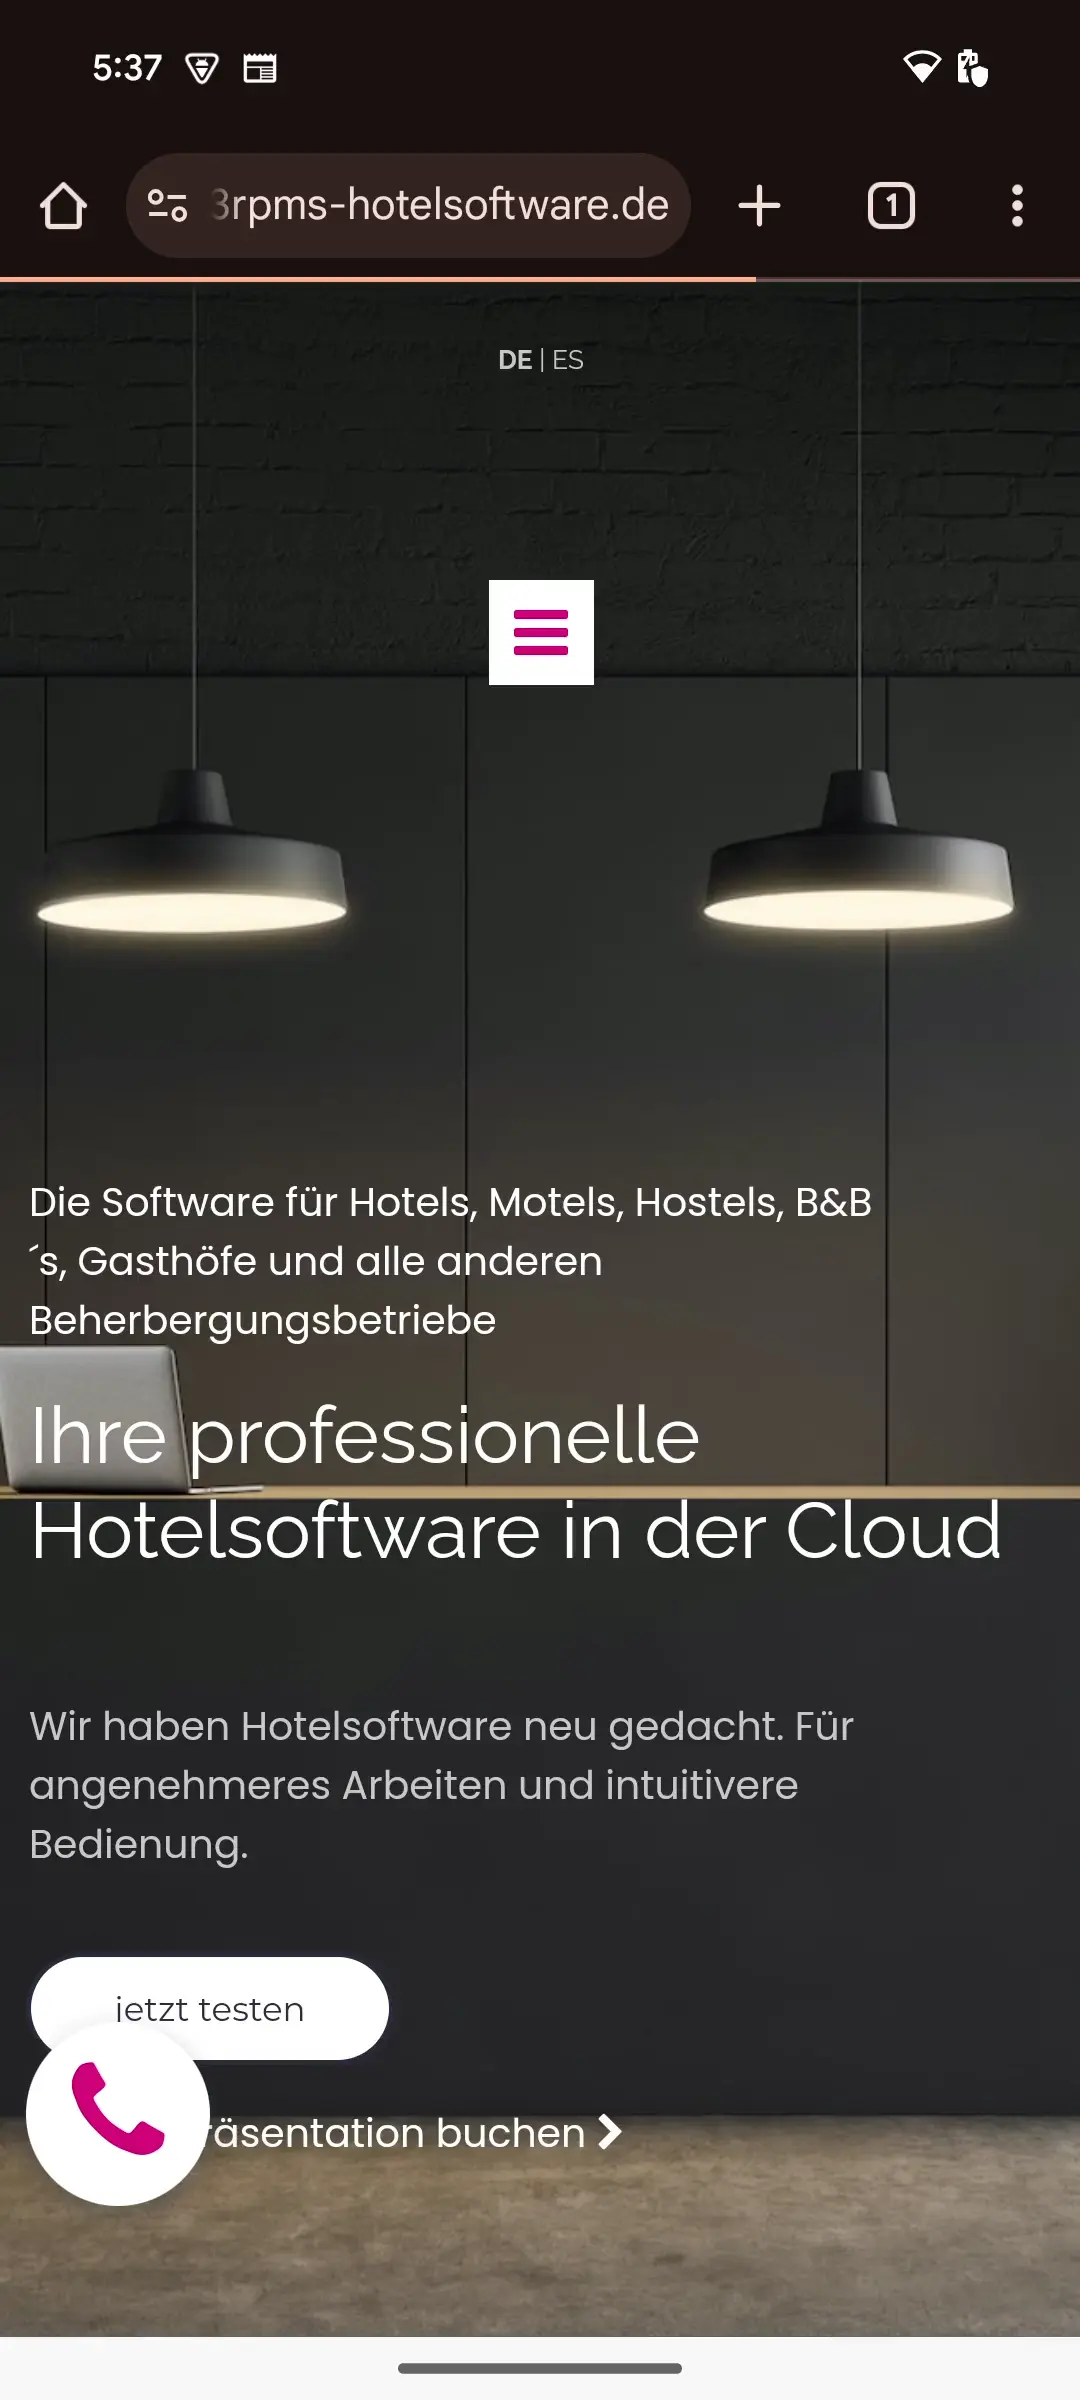 5:37
3rpms-hotelsoftware.de
1
DE | ES
Die Software für Hotels, Motels, Hostels, B&B
´s, Gasthöfe und alle anderen
Beherbergungsbetriebe
Ihre professionelle
Hotelsoftware in der Cloud
Wir haben Hotelsoftware neu gedacht. Für
angenehmeres Arbeiten und intuitivere
Bedienung.
jetzt testen
räsentation buchen